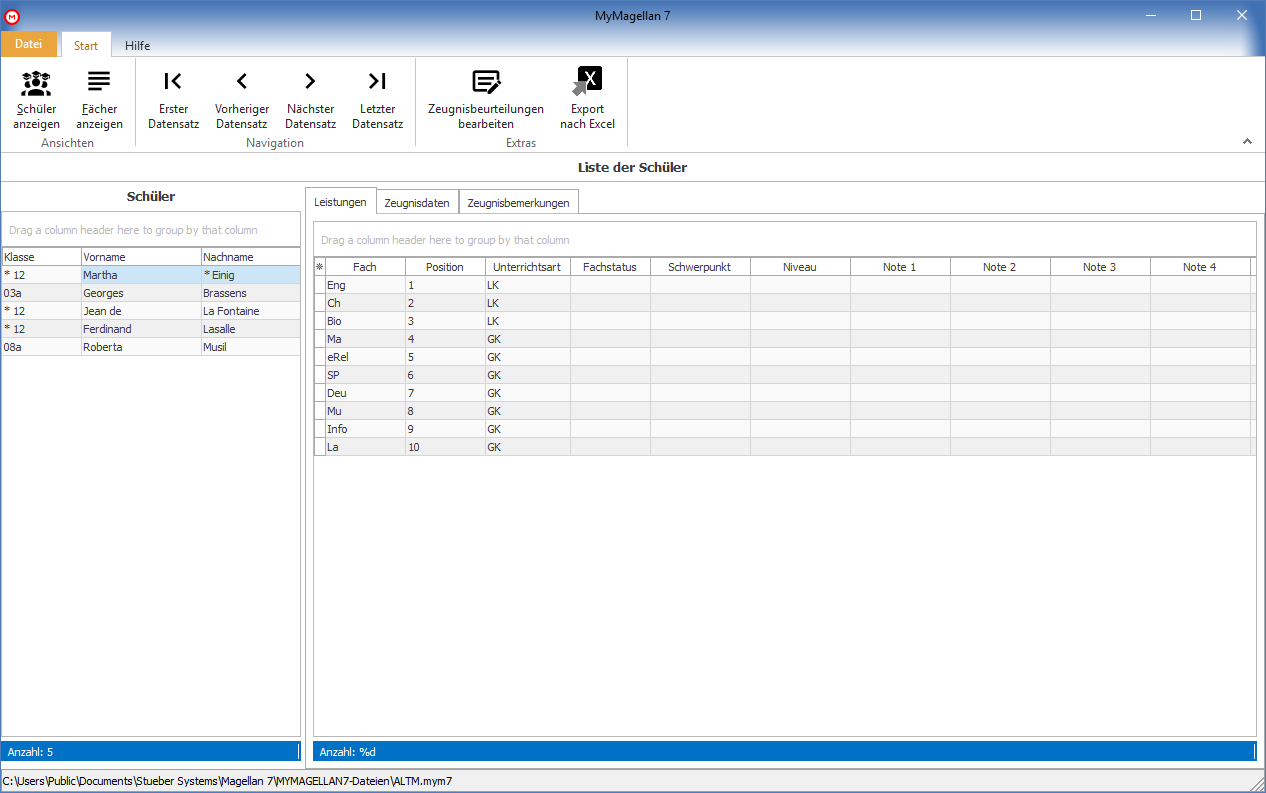 MyMagellan 7
Datei Start Hilfe
Schüler anzeigen
Fächer anzeigen
Erster Datensatz
Vorheriger Datensatz
Nächster Datensatz
Letzter Datensatz
Zeugnisbeurteilungen bearbeiten
Export nach Excel
Ansichten Navigation Extras
Liste der Schüler
Schüler
Drag a column header here to group by that column
Klasse Vorname Nachname
* 12 Martha * Einig
03a Georges Brassens
* 12 Jean de La Fontaine
* 12 Ferdinand Lasalle
08a Roberta Musil
Anzahl: 5
Leistungen Zeugnisdaten Zeugnisbemerkungen
Drag a column header here to group by that column
Fach Position Unterrichtsart Fachstatus Schwerpunkt Niveau Note 1 Note 2 Note 3 Note 4
Eng 1 LK
Ch 2 LK
Bio 3 LK
Ma 4 GK
eRel 5 GK
SP 6 GK
Deu 7 GK
Mu 8 GK
Info 9 GK
La 10 GK
Anzahl: %d
C:\Users\Public\Documents\Stueber Systems\Magellan 7\MYMAGELLAN7-Dateien\ALTM.mym7